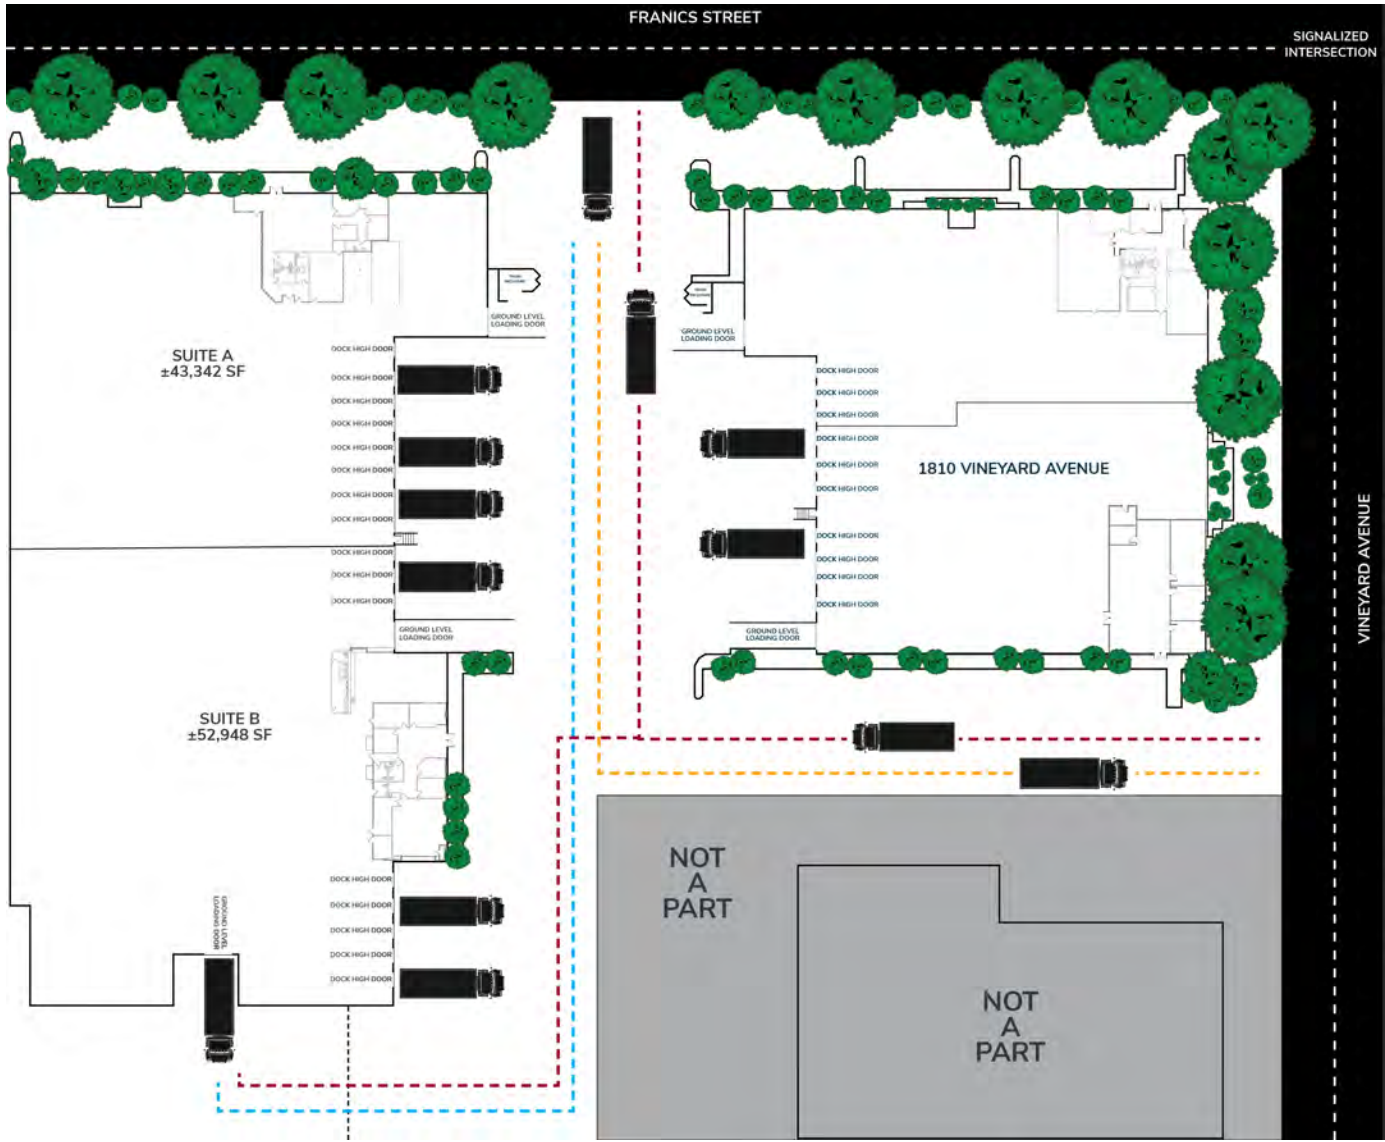 FRANICS STREET
SIGNALIZED
INTERSECTION
VINEYARD AVENUE
SUITE A
±43,342 SF
GROUND LEVEL
LOADING DOOR
DOCK HIGH DOOR
DOCK HIGH DOOR
DOCK HIGH DOOR
DOCK HIGH DOOR
DOCK HIGH DOOR
DOCK HIGH DOOR
DOCK HIGH DOOR
DOCK HIGH DOOR
DOCK HIGH DOOR
DOCK HIGH DOOR
DOCK HIGH DOOR
GROUND LEVEL
LOADING DOOR
SUITE B
±52,948 SF
DOCK HIGH DOOR
DOCK HIGH DOOR
DOCK HIGH DOOR
DOCK HIGH DOOR
DOCK HIGH DOOR
GROUND LEVEL
LOADING DOOR
GROUND LEVEL
LOADING DOOR
DOCK HIGH DOOR
DOCK HIGH DOOR
DOCK HIGH DOOR
DOCK HIGH DOOR
DOCK HIGH DOOR
DOCK HIGH DOOR
DOCK HIGH DOOR
DOCK HIGH DOOR
DOCK HIGH DOOR
DOCK HIGH DOOR
1810 VINEYARD AVENUE
GROUND LEVEL
LOADING DOOR
NOT
A
PART
NOT
A
PART